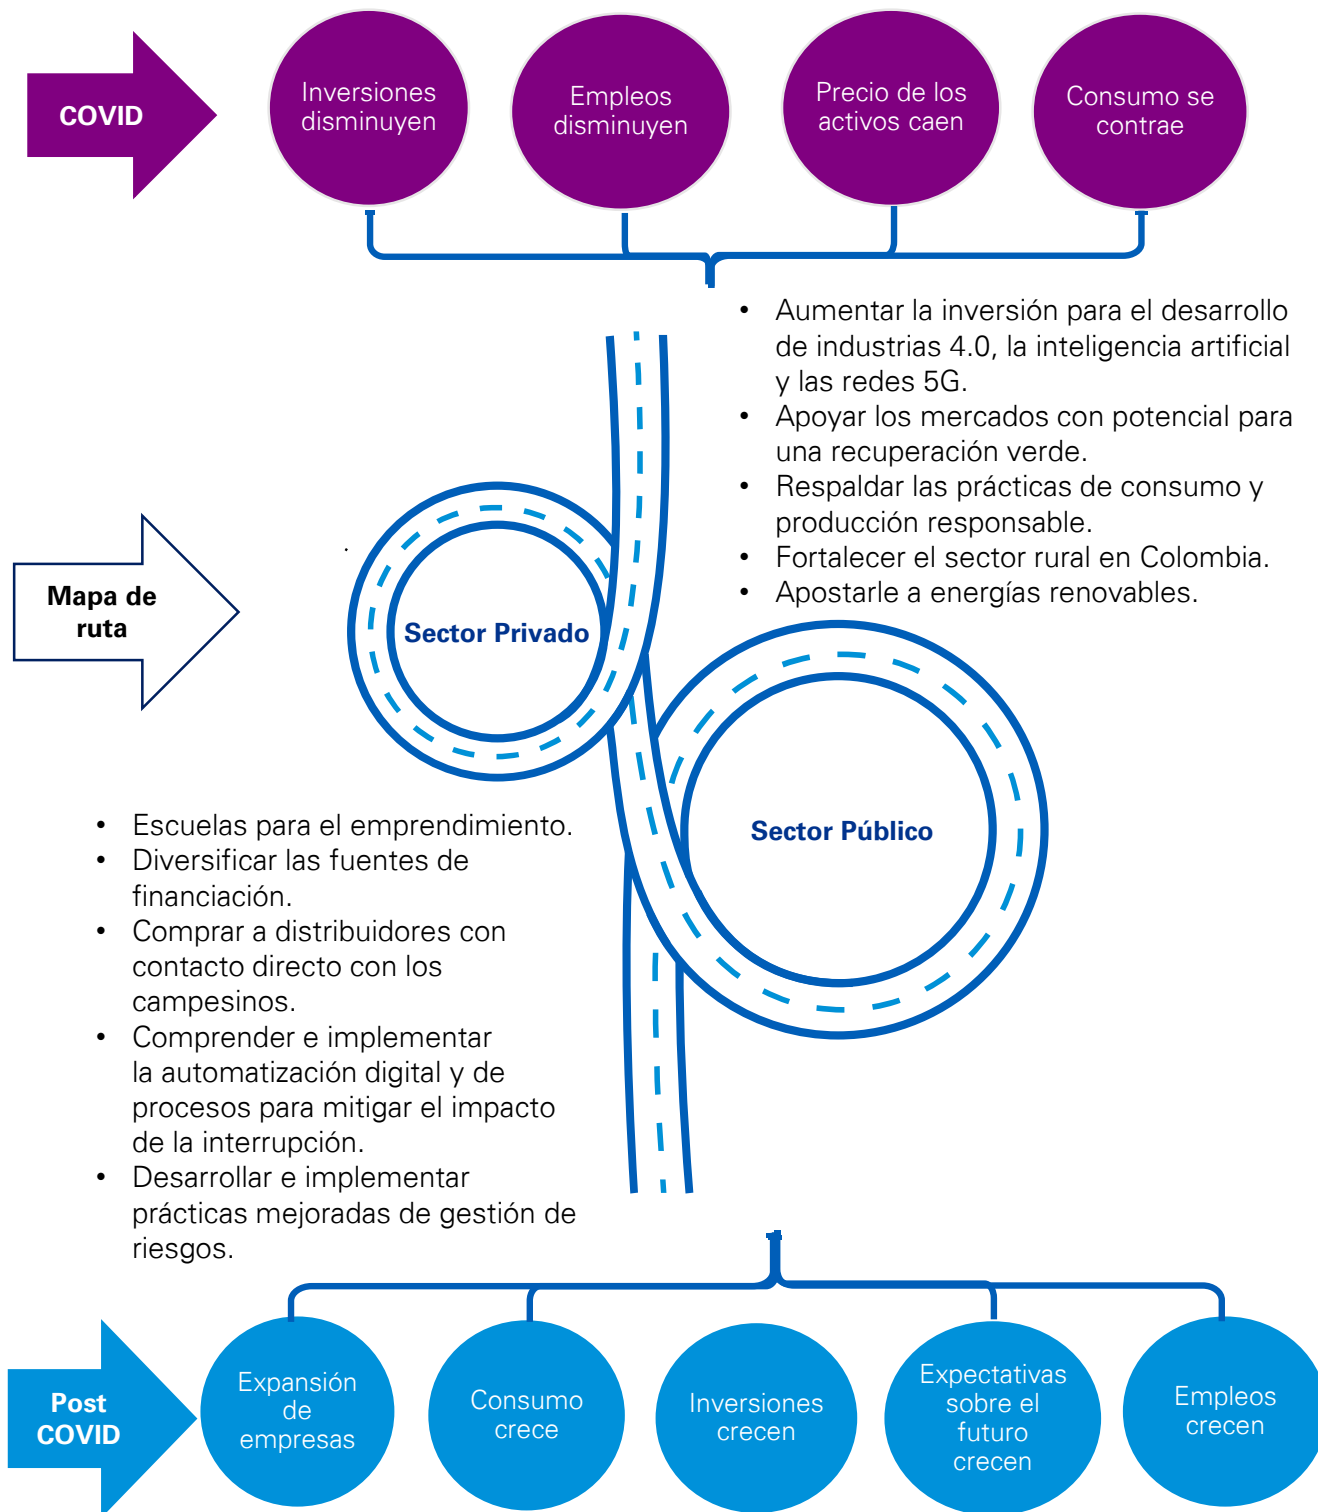 COVID
Inversiones
disminuyen
Empleos
disminuyen
Precio de los
activos caen
Consumo se
contrae
• Aumentar la inversión para el desarrollo
de industrias 4.0, la inteligencia artificial
y las redes 5G.
• Apoyar los mercados con potencial para
una recuperación verde.
• Respaldar las prácticas de consumo y
producción responsable.
• Fortalecer el sector rural en Colombia.
• Apostarle a energías renovables.
Mapa de
ruta
Sector Privado
Sector Público
• Escuelas para el emprendimiento.
• Diversificar las fuentes de
financiación.
• Comprar a distribuidores con
contacto directo con los
campesinos.
• Comprender e implementar
la automatización digital y de
procesos para mitigar el impacto
de la interrupción.
• Desarrollar e implementar
prácticas mejoradas de gestión de
riesgos.
Post
COVID
Expansión
de
empresas
Consumo
crece
Inversiones
crecen
Expectativas
sobre el
futuro
crecen
Empleos
crecen